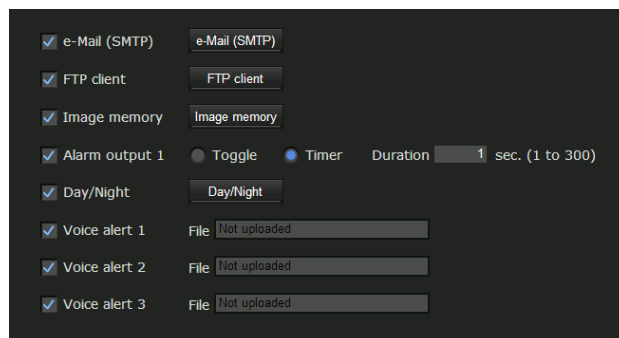 e-Mail (SMTP) e-Mail (SMTP)
FTP client FTP client
Image memory Image memory
Alarm output 1 Toggle Timer Duration 1 sec. (1 to 300)
Day/Night Day/Night
Voice alert 1 File Not uploaded
Voice alert 2 File Not uploaded
Voice alert 3 File Not uploaded